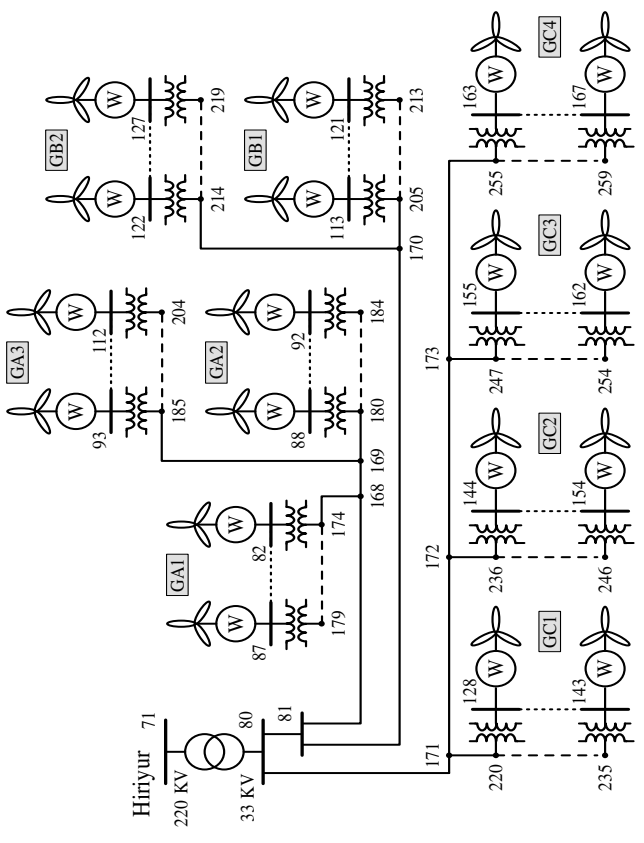 Hiriyur
71
220 KV
33 KV
80
81
GA1
W
W
87
82
179
174
168
169
GA3
W
W
93
112
185
204
GA2
W
W
88
92
180
184
GB2
W
W
122
127
214
219
GB1
W
W
113
121
205
213
170
171
172
173
220
128
W
235
143
W
GC1
236
144
W
246
154
W
GC2
247
155
W
254
162
W
GC3
255
163
W
259
167
W
GC4